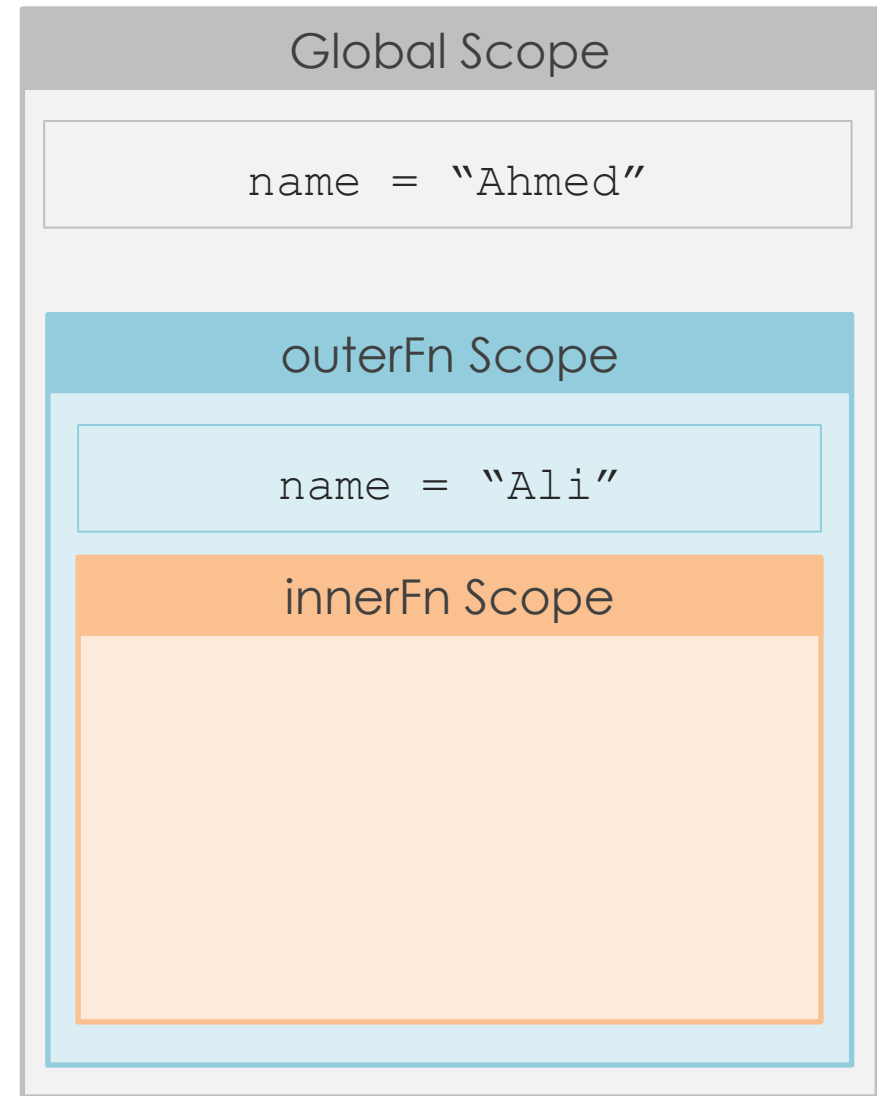 Global Scope
name = “Ahmed”
outerFn Scope
name = “Ali”
innerFn Scope